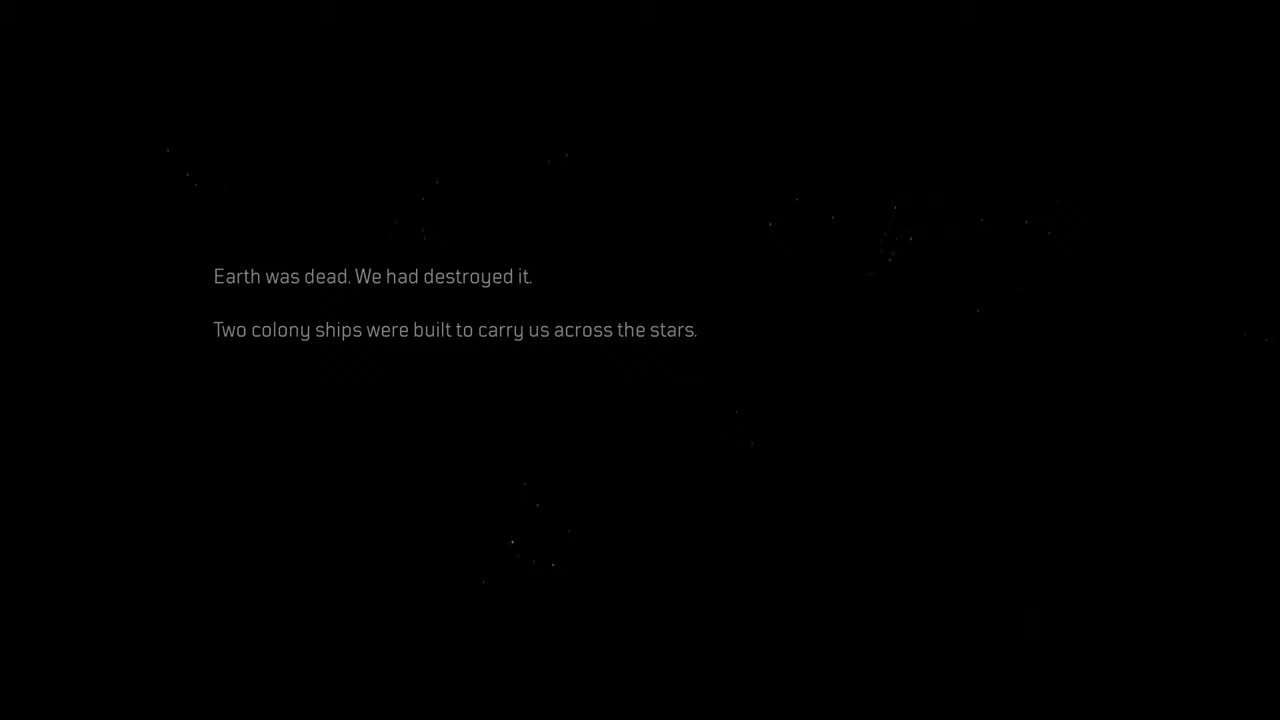 Earth was dead. We had destroyed it.
Two colony ships were built to carry us across the stars.